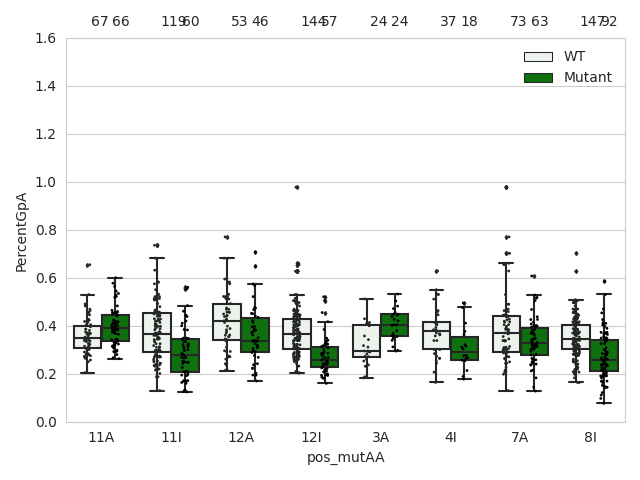 67 66 119 60 53 46 144 57 24 24 37 18 73 63 147 92
1.6
WT
1.4
Mutant
1.2
1.0
0.8
PercentGpA
0.6
0.4
0.2
0.0
11A 11I 12A 12I 3A 4I 7A 8I
pos_mutAA